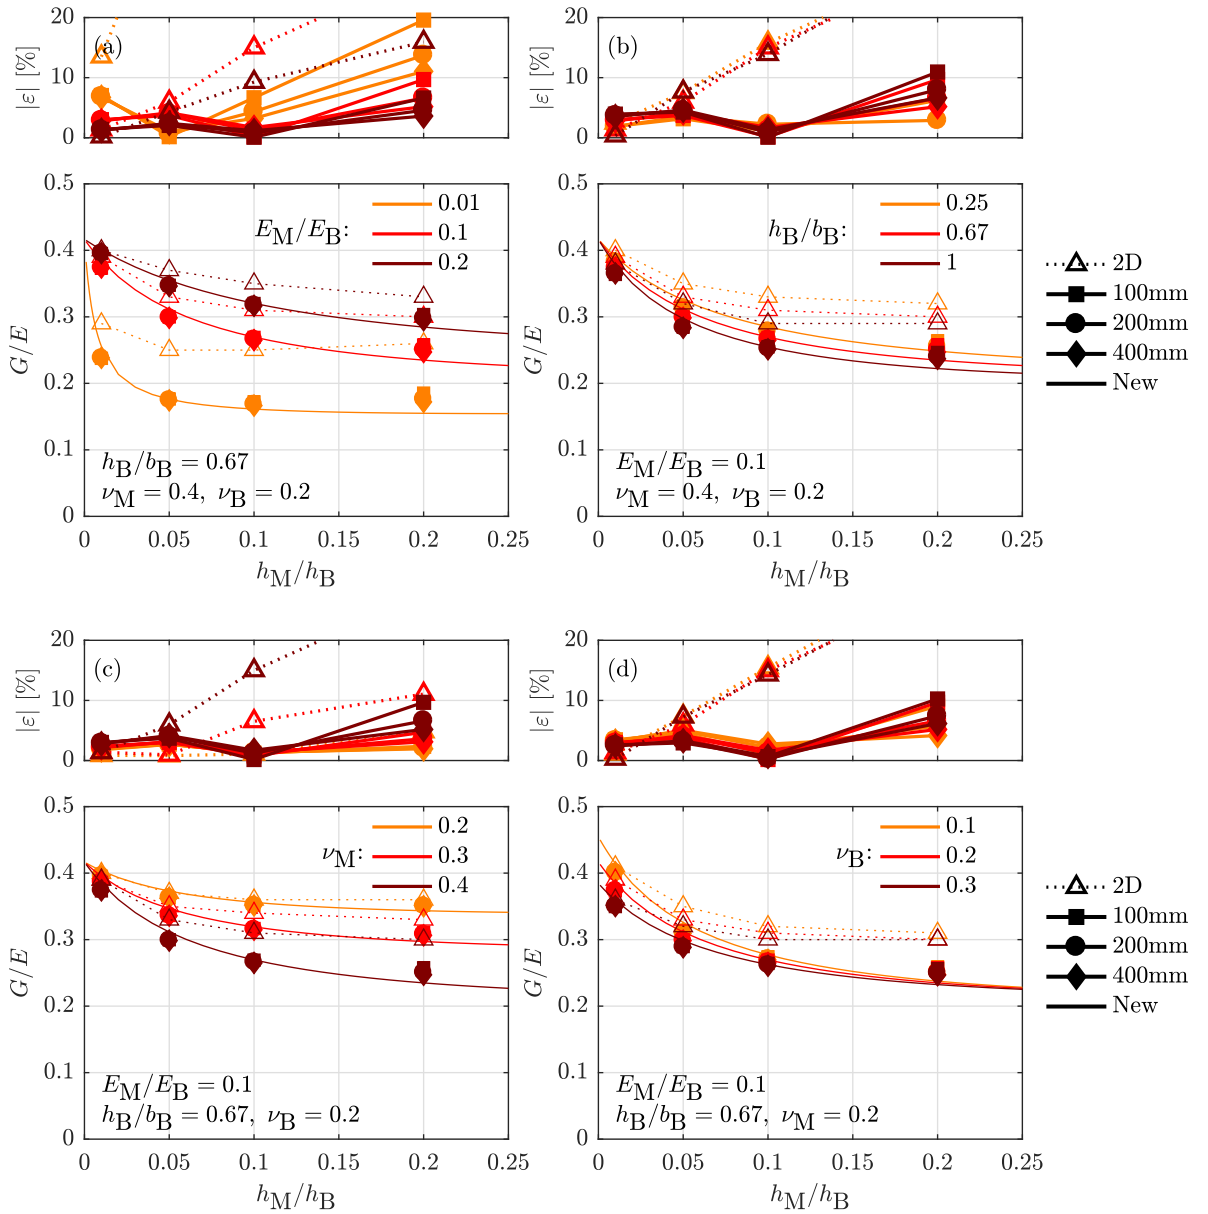 20
10
0
|ε| [%]
(a)
20
10
0
|ε| [%]
(b)
0.5
0.4
0.3
0.2
0.1
0
G/E
E_M/E_B:
0.01
0.1
0.2
h_B/b_B = 0.67
ν_M = 0.4, ν_B = 0.2
0 0.05 0.1 0.15 0.2 0.25
h_M/h_B
0.5
0.4
0.3
0.2
0.1
0
G/E
h_B/b_B:
0.25
0.67
1
E_M/E_B = 0.1
ν_M = 0.4, ν_B = 0.2
0 0.05 0.1 0.15 0.2 0.25
h_M/h_B
2D
100mm
200mm
400mm
New
20
10
0
|ε| [%]
(c)
20
10
0
|ε| [%]
(d)
0.5
0.4
0.3
0.2
0.1
0
G/E
ν_M:
0.2
0.3
0.4
E_M/E_B = 0.1
h_B/b_B = 0.67, ν_B = 0.2
0 0.05 0.1 0.15 0.2 0.25
h_M/h_B
0.5
0.4
0.3
0.2
0.1
0
G/E
ν_B:
0.1
0.2
0.3
E_M/E_B = 0.1
h_B/b_B = 0.67, ν_M = 0.2
0 0.05 0.1 0.15 0.2 0.25
h_M/h_B
2D
100mm
200mm
400mm
New